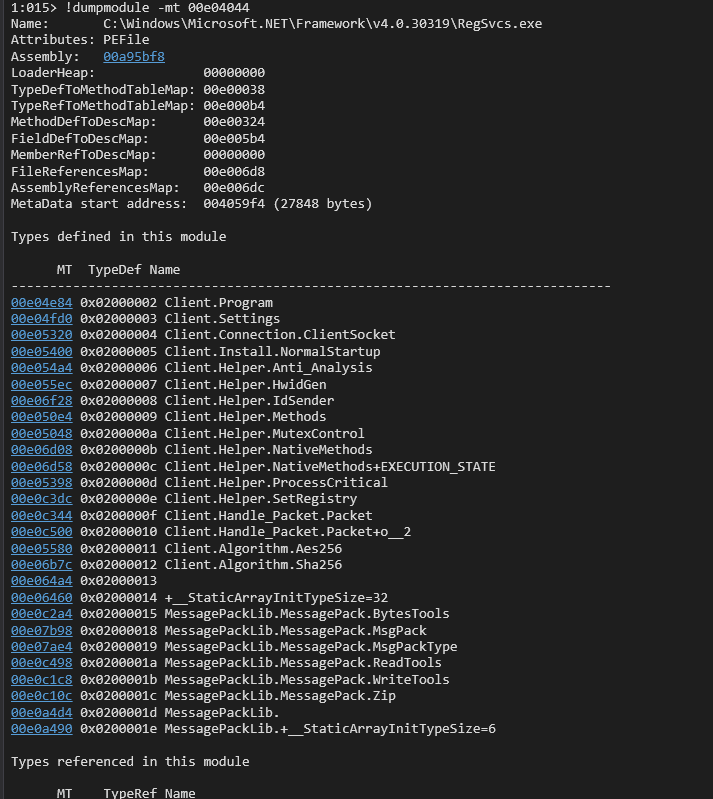 1:015> !dumpmodule -mt 00e04044
Name:       C:\Windows\Microsoft.NET\Framework\v4.0.30319\RegSvcs.exe
Attributes: PEFile
Assembly:   00a95bf8
LoaderHeap:              00000000
TypeDefToMethodTableMap: 00e00038
TypeRefToMethodTableMap: 00e000b4
MethodDefToDescMap:      00e00324
FieldDefToDescMap:       00e005b4
MemberRefToDescMap:      00000000
FileReferencesMap:       00e006d8
AssemblyReferencesMap:   00e006dc
MetaData start address:  004059f4 (27848 bytes)
Types defined in this module
      MT  TypeDef Name
------------------------------------------------------------------------------
00e04e84 0x02000002 Client.Program
00e04fd0 0x02000003 Client.Settings
00e05320 0x02000004 Client.Connection.ClientSocket
00e05400 0x02000005 Client.Install.NormalStartup
00e054a4 0x02000006 Client.Helper.Anti_Analysis
00e055ec 0x02000007 Client.Helper.HwidGen
00e06f28 0x02000008 Client.Helper.IdSender
00e050e4 0x02000009 Client.Helper.Methods
00e05048 0x0200000a Client.Helper.MutexControl
00e06d08 0x0200000b Client.Helper.NativeMethods
00e06d58 0x0200000c Client.Helper.NativeMethods+EXECUTION_STATE
00e05398 0x0200000d Client.Helper.ProcessCritical
00e0c3dc 0x0200000e Client.Helper.SetRegistry
00e0c344 0x0200000f Client.Handle_Packet.Packet
00e0c500 0x02000010 Client.Handle_Packet.Packet+o__2
00e05580 0x02000011 Client.Algorithm.Aes256
00e06b7c 0x02000012 Client.Algorithm.Sha256
00e064a4 0x02000013
00e06460 0x02000014 +__StaticArrayInitTypeSize=32
00e0c2a4 0x02000015 MessagePackLib.MessagePack.BytesTools
00e07b98 0x02000018 MessagePackLib.MessagePack.MsgPack
00e07ae4 0x02000019 MessagePackLib.MessagePack.MsgPackType
00e0c498 0x0200001a MessagePackLib.MessagePack.ReadTools
00e0c1c8 0x0200001b MessagePackLib.MessagePack.WriteTools
00e0c10c 0x0200001c MessagePackLib.MessagePack.Zip
00e0a4d4 0x0200001d MessagePackLib.
00e0a490 0x0200001e MessagePackLib.+__StaticArrayInitTypeSize=6
Types referenced in this module
      MT    TypeRef Name